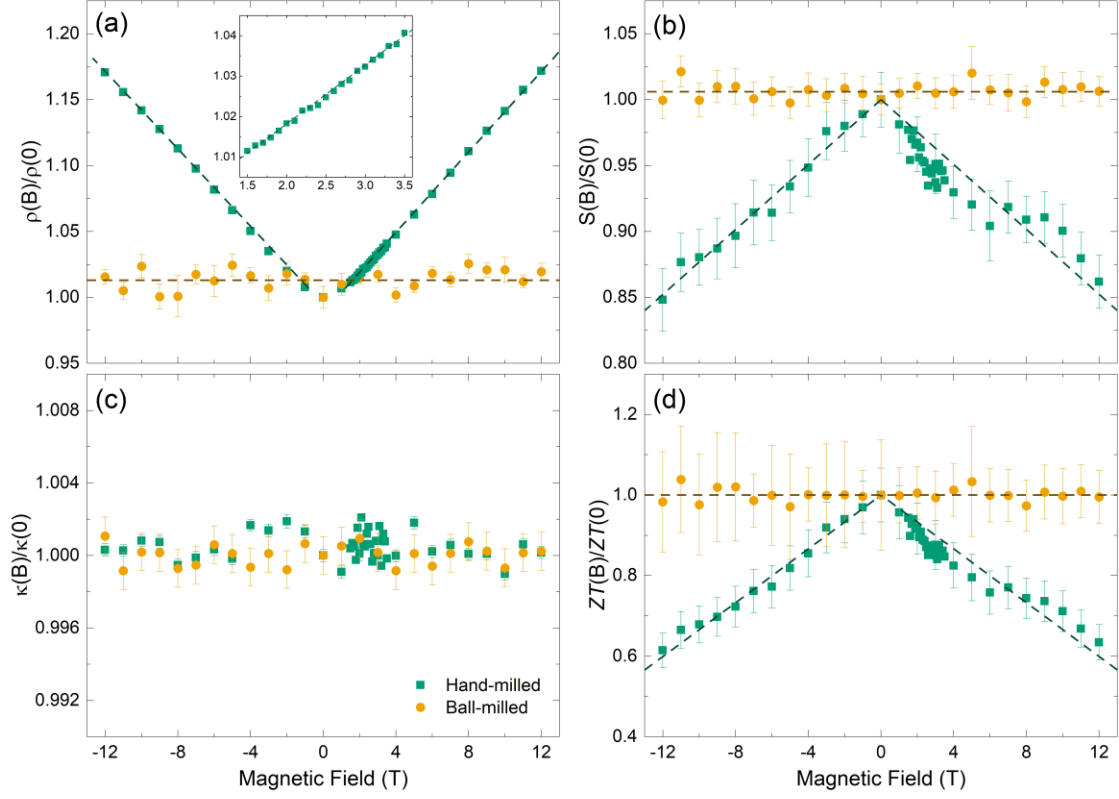 (a)
1.20
1.15
1.10
1.05
1.00
0.95
ρ(B)/ρ(0)
1.04
1.03
1.02
1.01
1.5 2.0 2.5 3.0 3.5
(b)
1.05
1.00
0.95
0.90
0.85
0.80
S(B)/S(0)
(c)
1.008
1.004
1.000
0.996
0.992
κ(B)/κ(0)
Hand-milled
Ball-milled
-12 -8 -4 0 4 8 12
Magnetic Field (T)
(d)
1.2
1.0
0.8
0.6
0.4
ZT(B)/ZT(0)
-12 -8 -4 0 4 8 12
Magnetic Field (T)